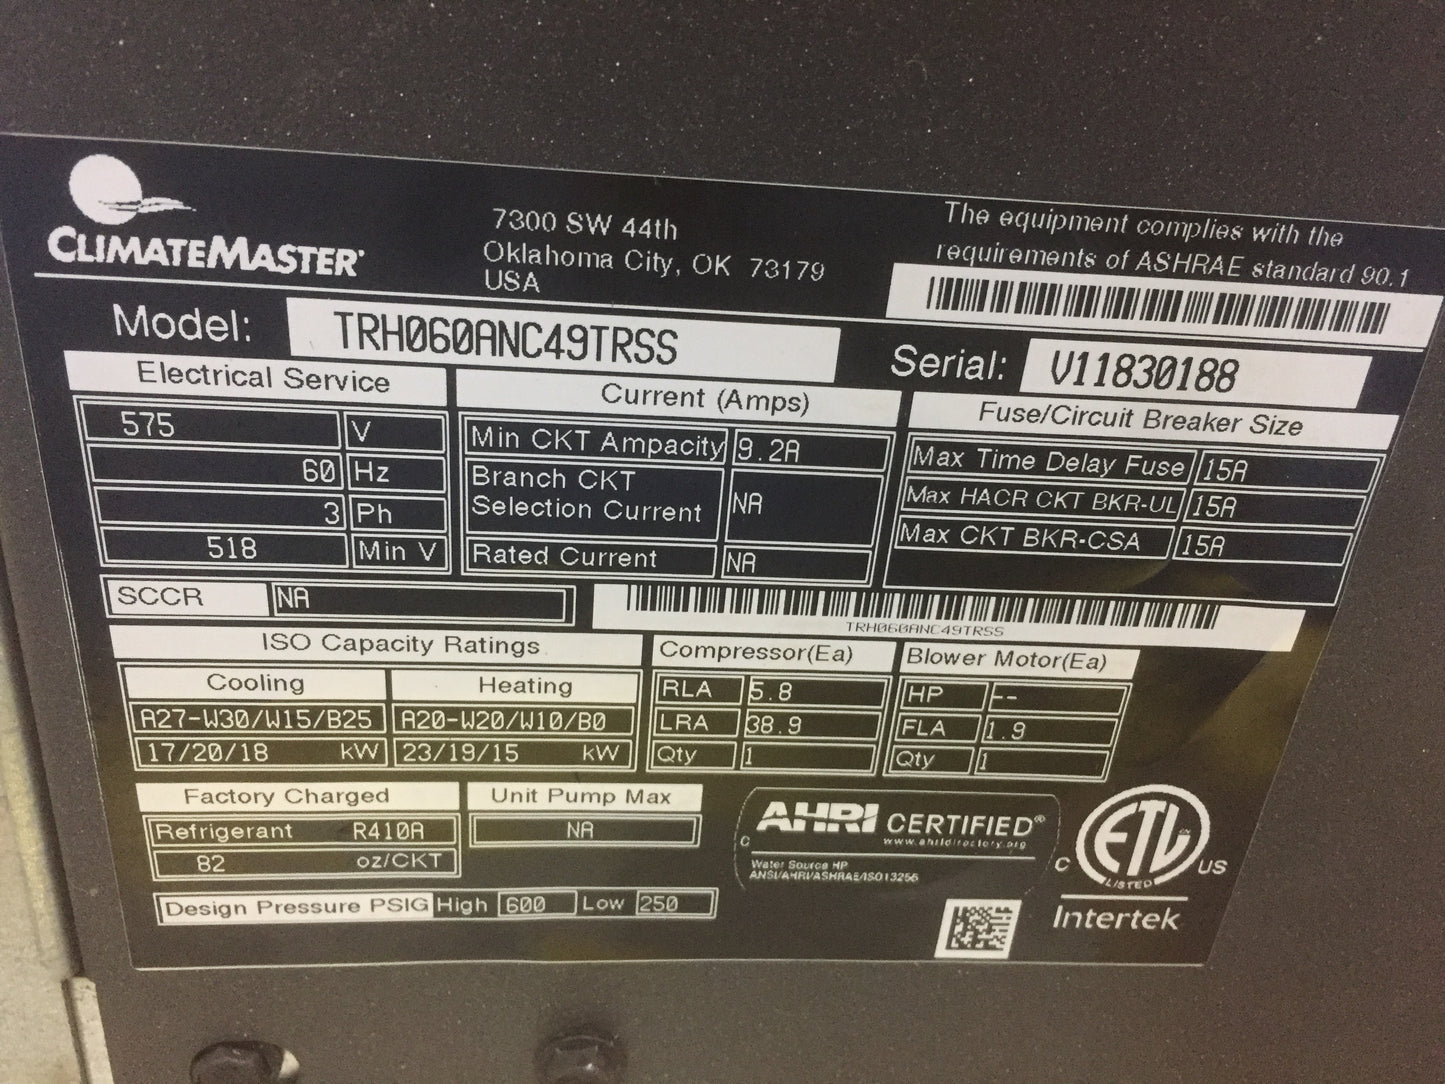 CLIMATEMASTER
7300 SW 44th
Oklahoma City, OK 73179
USA
The equipment complies with the
requirements of ASHRAE standard 90.1
Model: TRH060ANC49TRSS
Serial: V11830188
Electrical Service
575 V
60 Hz
3 Ph
518 Min V
Current (Amps)
Min CKT Ampacity 9.2A
Branch CKT
Selection Current NA
Rated Current NA
Fuse/Circuit Breaker Size
Max Time Delay Fuse 15A
Max HACR CKT BKR-UL 15A
Max CKT BKR-CSA 15A
SCCR NA
TRH060ANC49TRSS
ISO Capacity Ratings
Cooling Heating
A27-W30/W15/B25 A20-W20/W10/B0
17/20/18 kW 23/19/15 kW
Compressor(Ea)
RLA 5.8
LRA 38.9
Qty 1
Blower Motor(Ea)
HP --
FLA 1.9
Qty 1
Factory Charged
Refrigerant R410A
82 oz/CKT
Unit Pump Max
NA
Design Pressure PSIG High 600 Low 250
C AHRI CERTIFIED®
www.ahridirectory.org
Water Source HP
ANSI/AHRI/ASHRAE/ISO13256
C ETL CM US
LISTED
Intertek